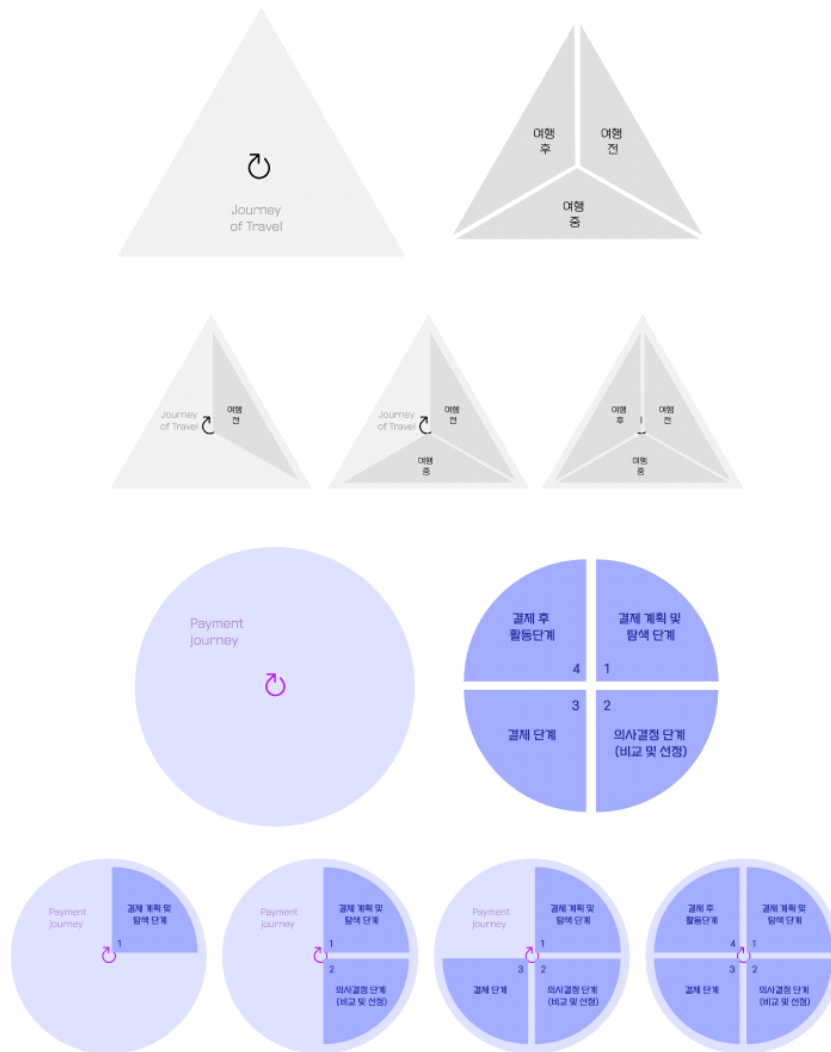 Journey
of Travel
여행
후
여행
전
여행
중
Journey
of Travel
여행
전
Journey
of Travel
여행
전
여행
중
여행
후
여행
전
여행
중
Payment
journey
결제 후
활동단계
4
결제 계획 및
탐색 단계
1
3
결제 단계
2
의사결정 단계
(비교 및 선정)
Payment
journey
결제 계획 및
탐색 단계
1
Payment
journey
결제 계획 및
탐색 단계
1
2
의사결정 단계
(비교 및 선정)
Payment
journey
결제 계획 및
탐색 단계
1
3
결제 단계
2
의사결정 단계
(비교 및 선정)
결제 후
활동단계
4
결제 계획 및
탐색 단계
1
3
결제 단계
2
의사결정 단계
(비교 및 선정)